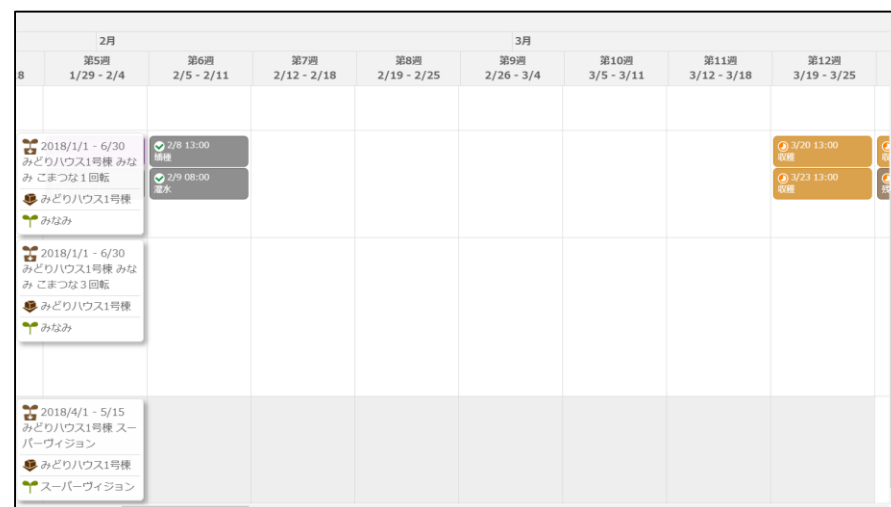 2月
3月
8
第5週
1/29 - 2/4
第6週
2/5 - 2/11
第7週
2/12 - 2/18
第8週
2/19 - 2/25
第9週
2/26 - 3/4
第10週
3/5 - 3/11
第11週
3/12 - 3/18
第12週
3/19 - 3/25
2018/1/1 - 6/30
みどりハウス1号棟 みな
み こまつな１回転
みどりハウス1号棟
みなみ
2/8 13:00
播種
2/9 08:00
灌水
3/20 13:00
収穫
3/23 13:00
収穫
2018/1/1 - 6/30
みどりハウス1号棟 みな
み こまつな３回転
みどりハウス1号棟
みなみ
2018/4/1 - 5/15
みどりハウス1号棟 スー
パーヴィジョン
みどりハウス1号棟
スーパーヴィジョン